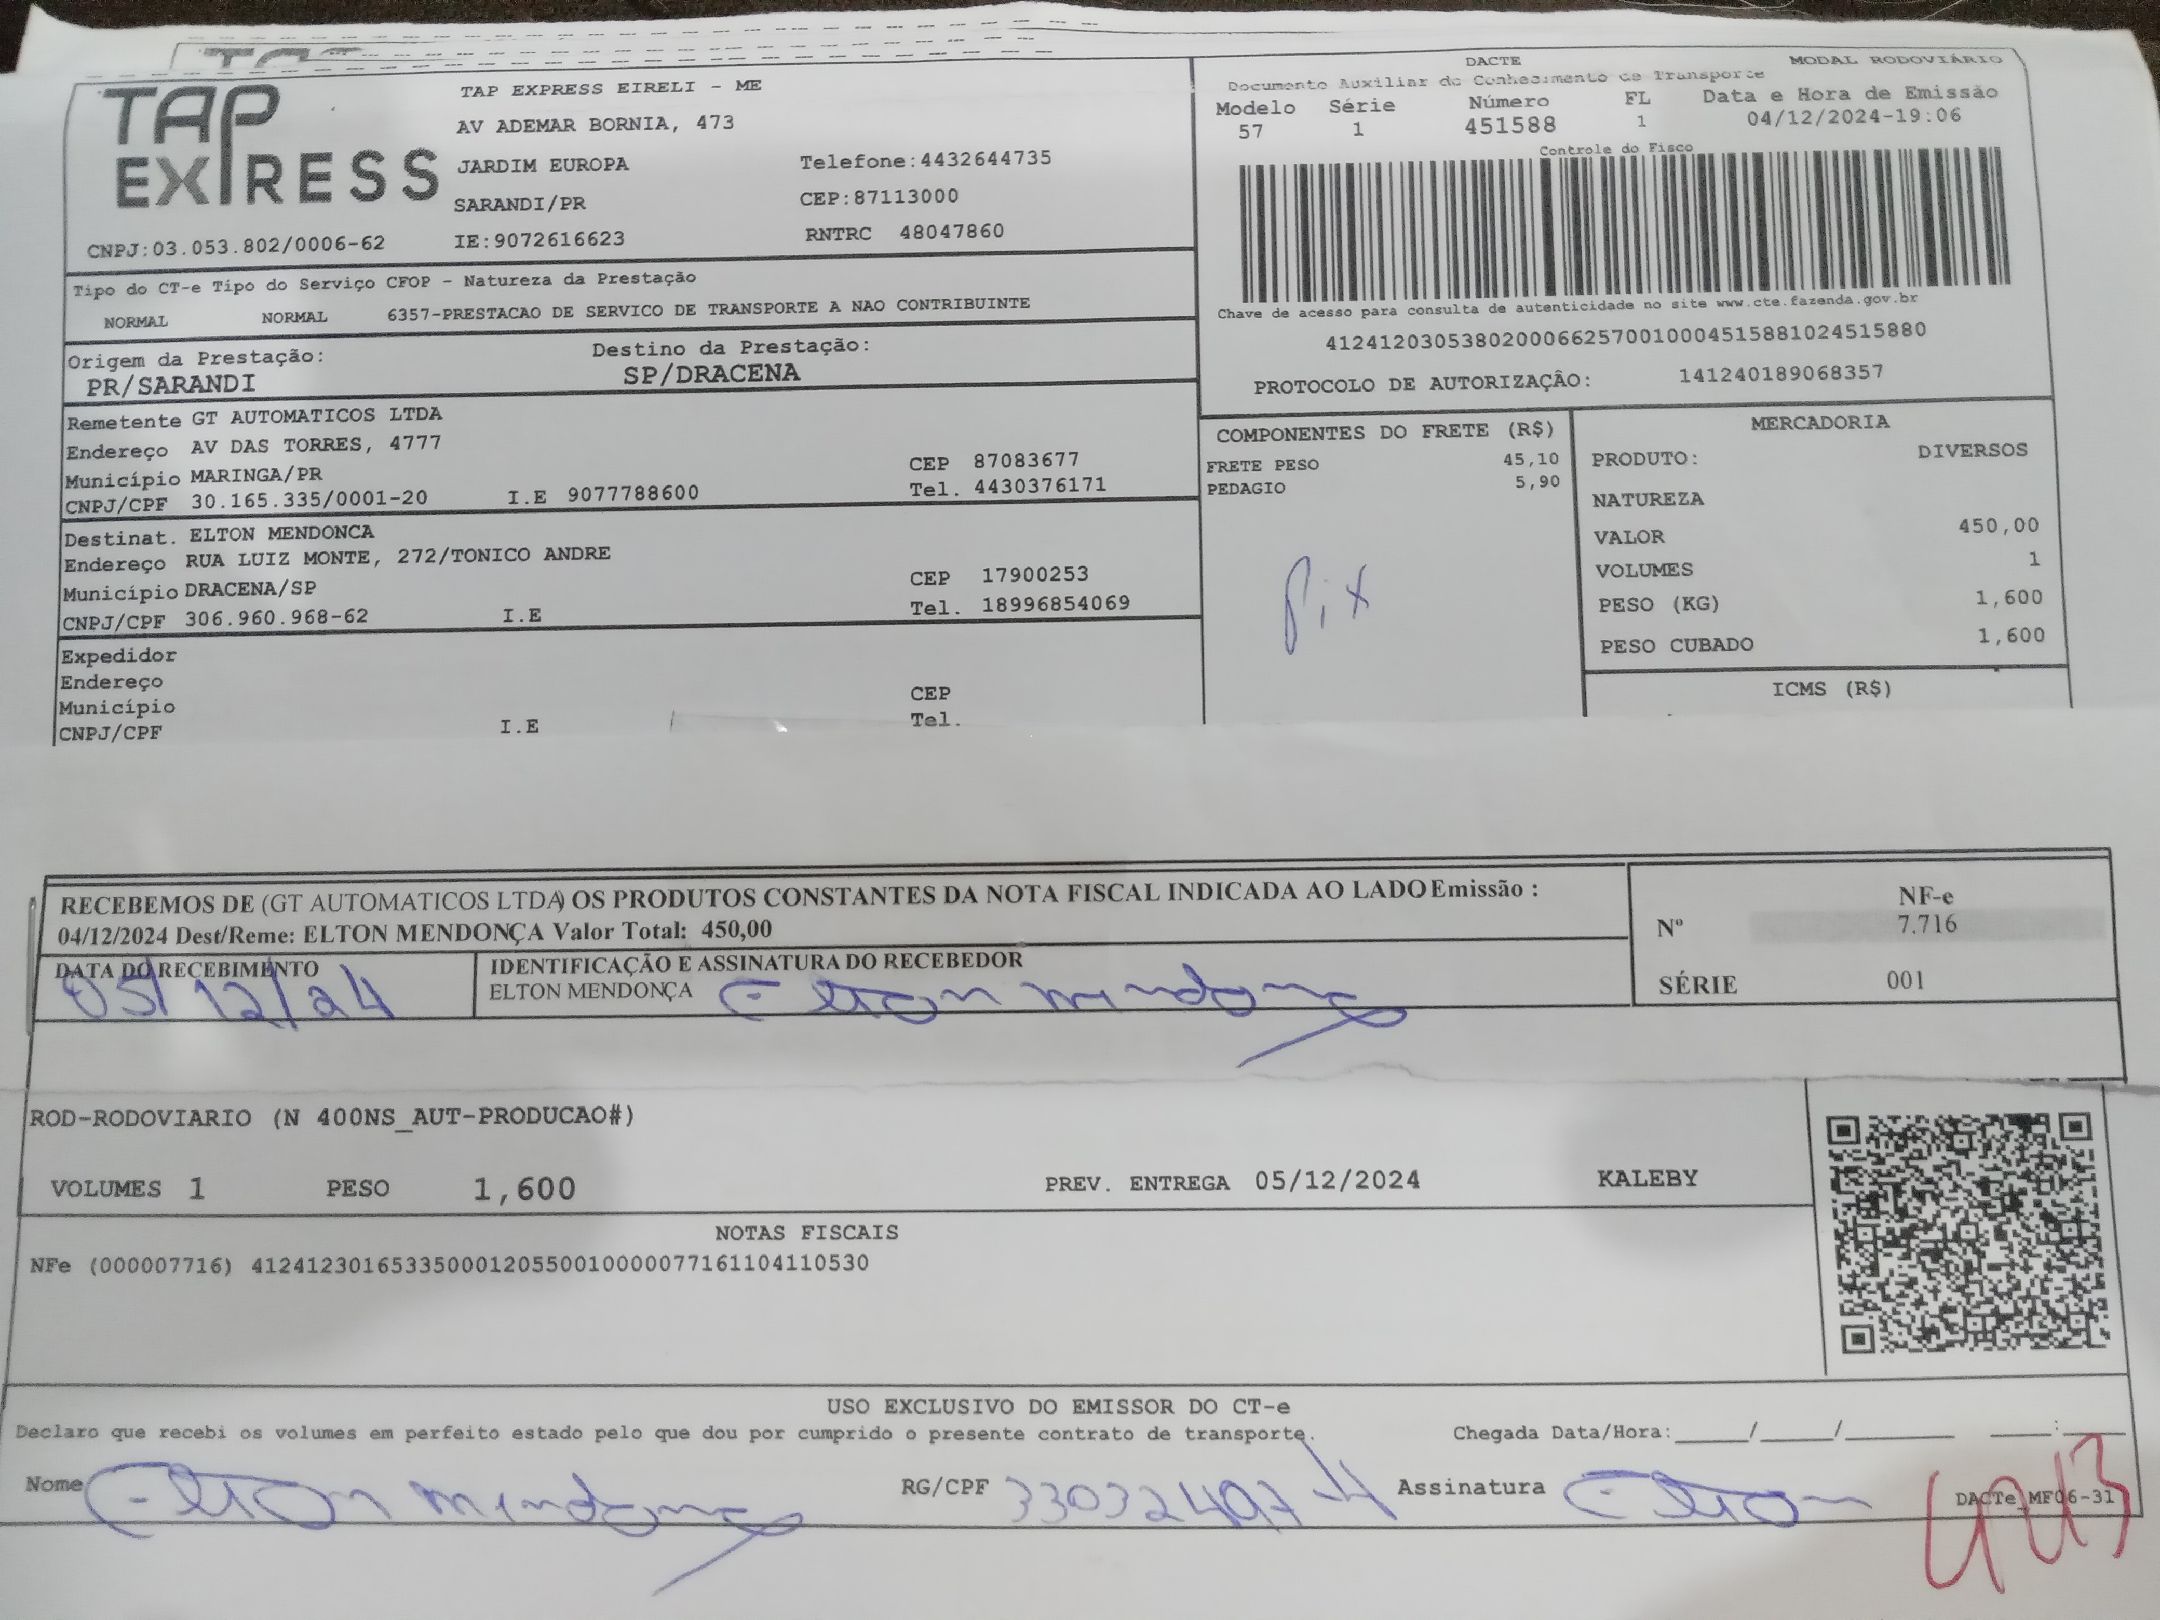 TAP EXPRESS
TAP EXPRESS EIRELI - ME
AV ADEMAR BORNIA, 473
JARDIM EUROPA Telefone:4432644735
SARANDI/PR CEP:87113000
CNPJ:03.053.802/0006-62 IE:9072616623 RNTRC 48047860
DACTE MODAL RODOVIÁRIO
Documento Auxiliar do Conhecimento de Transporte
Modelo Série Número FL Data e Hora de Emissão
57 1 451588 1 04/12/2024-19:06
Controle do Fisco
Chave de acesso para consulta de autenticidade no site www.cte.fazenda.gov.br
41241203053802000662570010004515881024515880
PROTOCOLO DE AUTORIZAÇÃO: 141240189068357
Tipo do CT-e Tipo do Serviço CFOP - Natureza da Prestação
NORMAL NORMAL 6357-PRESTACAO DE SERVICO DE TRANSPORTE A NAO CONTRIBUINTE
Origem da Prestação: Destino da Prestação:
PR/SARANDI SP/DRACENA
Remetente GT AUTOMATICOS LTDA
Endereço AV DAS TORRES, 4777
Município MARINGA/PR CEP 87083677
CNPJ/CPF 30.165.335/0001-20 I.E 9077788600 Tel. 4430376171
Destinat. ELTON MENDONCA
Endereço RUA LUIZ MONTE, 272/TONICO ANDRE
Município DRACENA/SP CEP 17900253
CNPJ/CPF 306.960.968-62 I.E Tel. 18996854069
Expedidor
Endereço
Município CEP
CNPJ/CPF I.E Tel.
COMPONENTES DO FRETE (R$)
FRETE PESO 45,10
PEDAGIO 5,90
Pix
MERCADORIA
PRODUTO: DIVERSOS
NATUREZA
VALOR 450,00
VOLUMES 1
PESO (KG) 1,600
PESO CUBADO 1,600
ICMS (R$)
RECEBEMOS DE (GT AUTOMATICOS LTDA) OS PRODUTOS CONSTANTES DA NOTA FISCAL INDICADA AO LADO Emissão :
04/12/2024 Dest/Reme: ELTON MENDONÇA Valor Total: 450,00
NF-e
Nº 7.716
SÉRIE 001
DATA DO RECEBIMENTO
05/12/24
IDENTIFICAÇÃO E ASSINATURA DO RECEBEDOR
ELTON MENDONÇA Elton mendonça
ROD-RODOVIARIO (N 400NS_AUT-PRODUCAO#)
VOLUMES 1 PESO 1,600 PREV. ENTREGA 05/12/2024 KALEBY
NOTAS FISCAIS
NFe (000007716) 41241230165335000120550010000077161104110530
USO EXCLUSIVO DO EMISSOR DO CT-e
Declaro que recebi os volumes em perfeito estado pelo que dou por cumprido o presente contrato de transporte. Chegada Data/Hora:____/____/______ ___:___
Nome Elton mendonça RG/CPF 33032497-4 Assinatura Elton
DACTe_MF06-31